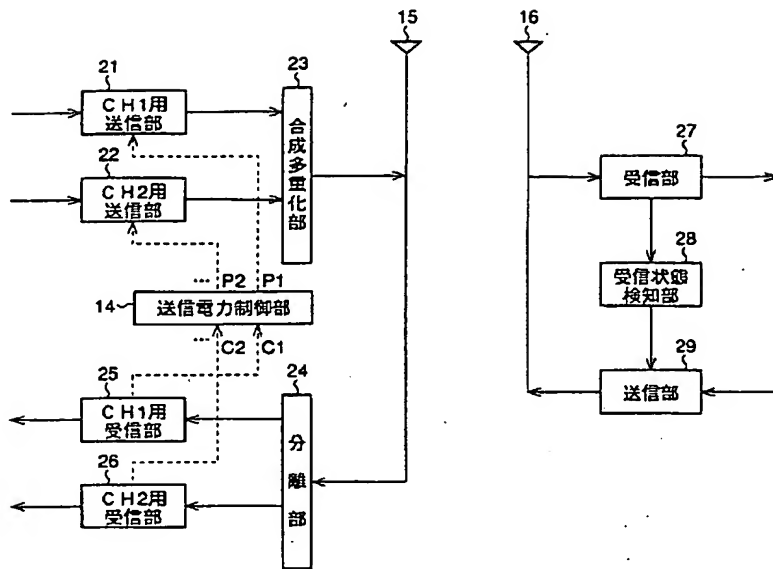 15
16
21
CH1用
送信部
22
CH2用
送信部
23
合成多重化部
… P2 P1
14
送信電力制御部
… C2 C1
25
CH1用
受信部
26
CH2用
受信部
24
分離部
27
受信部
28
受信状態
検知部
29
送信部